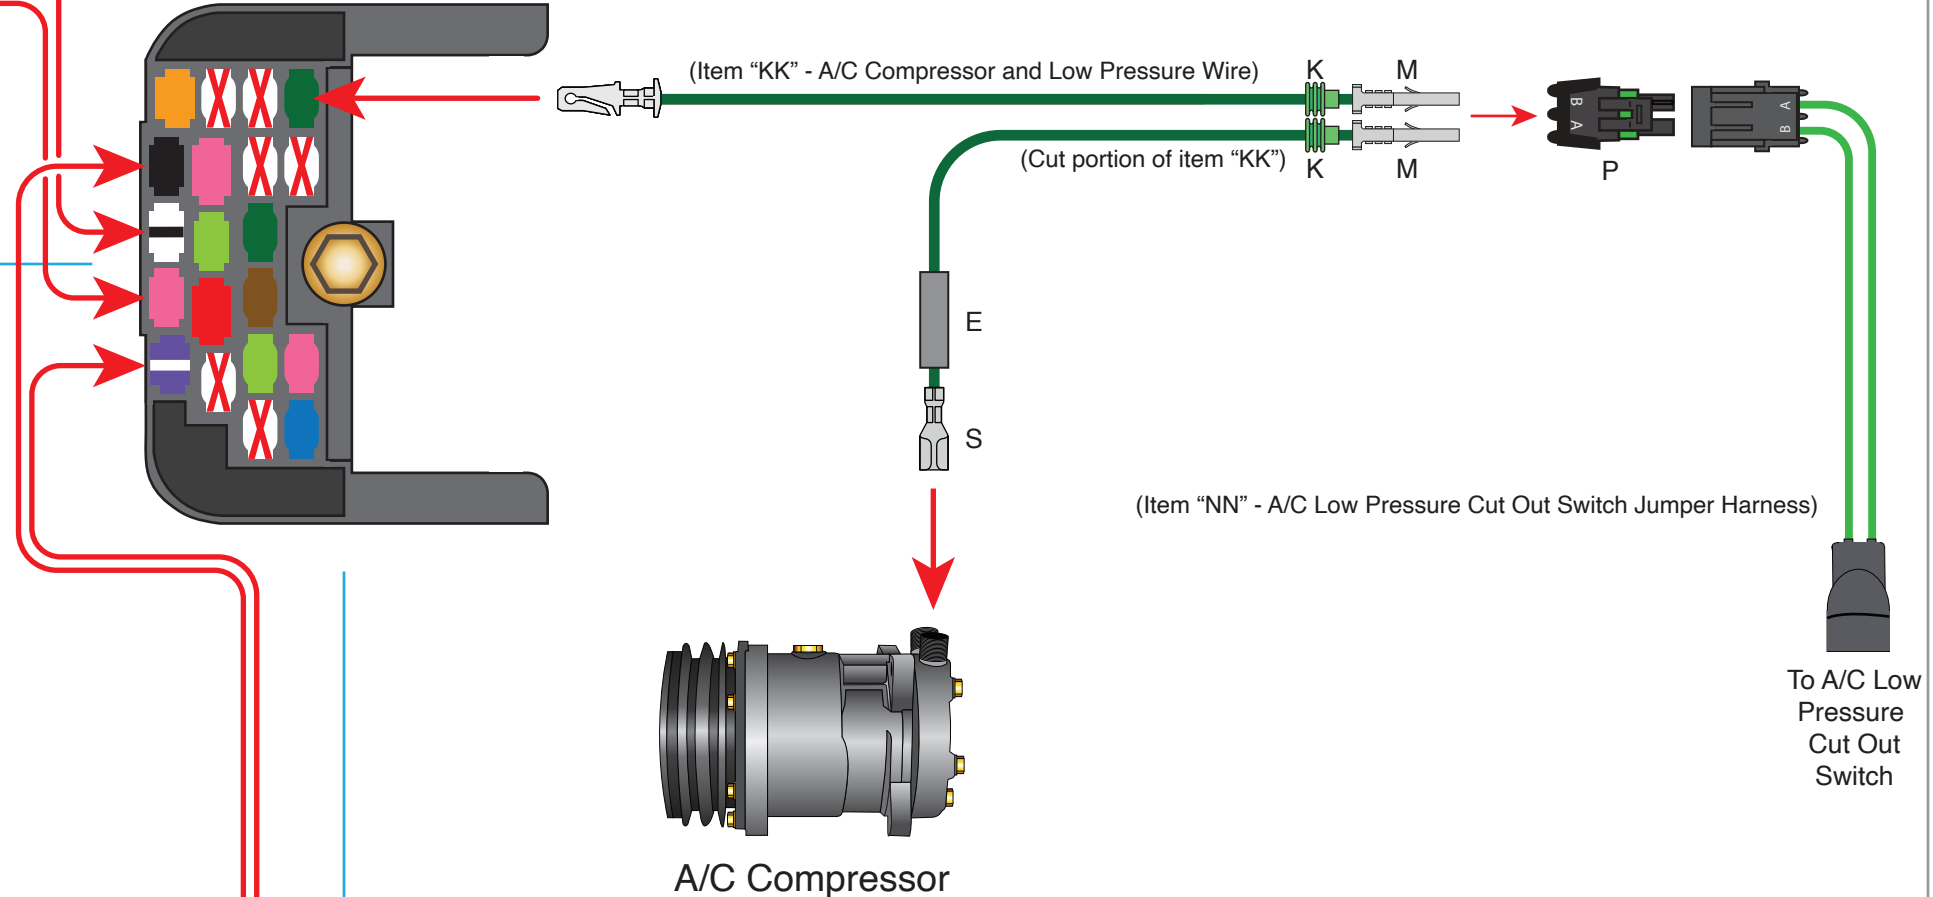 (Item “KK” - A/C Compressor and Low Pressure Wire)
K
M
(Cut portion of item “KK”)
K
M
B
A
P
A
B
E
S
(Item “NN” - A/C Low Pressure Cut Out Switch Jumper Harness)
To A/C Low
Pressure
Cut Out
Switch
A/C Compressor